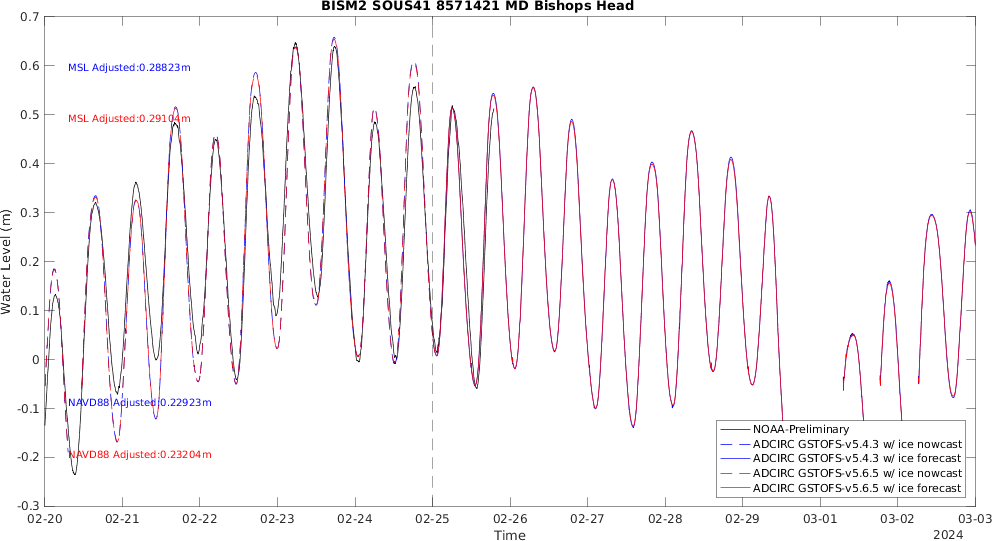 BISM2 SOUS41 8571421 MD Bishops Head
0.7
0.6
0.5
0.4
0.3
0.2
0.1
0
-0.1
-0.2
-0.3
Water Level (m)
MSL Adjusted:0.28823m
MSL Adjusted:0.29104m
NAVD88 Adjusted:0.22923m
NAVD88 Adjusted:0.23204m
NOAA-Preliminary
ADCIRC GSTOFS-v5.4.3 w/ ice nowcast
ADCIRC GSTOFS-v5.4.3 w/ ice forecast
ADCIRC GSTOFS-v5.6.5 w/ ice nowcast
ADCIRC GSTOFS-v5.6.5 w/ ice forecast
02-20 02-21 02-22 02-23 02-24 02-25 02-26 02-27 02-28 02-29 03-01 03-02 03-03
Time
2024